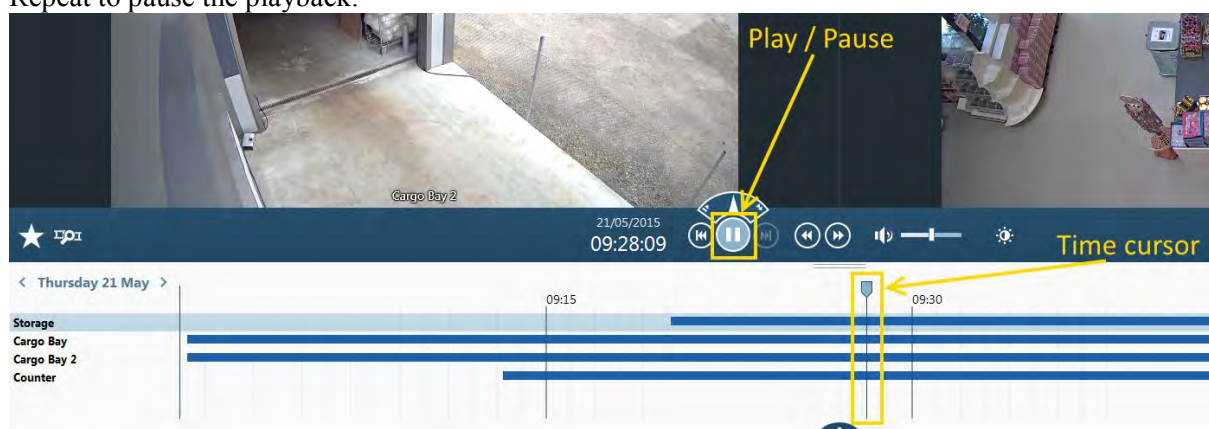 Repeat to pause the playback.
Play / Pause
Cargo Bay 2
21/05/2015
09:28:09
Time cursor
< Thursday 21 May >
09:15
09:30
Storage
Cargo Bay
Cargo Bay 2
Counter